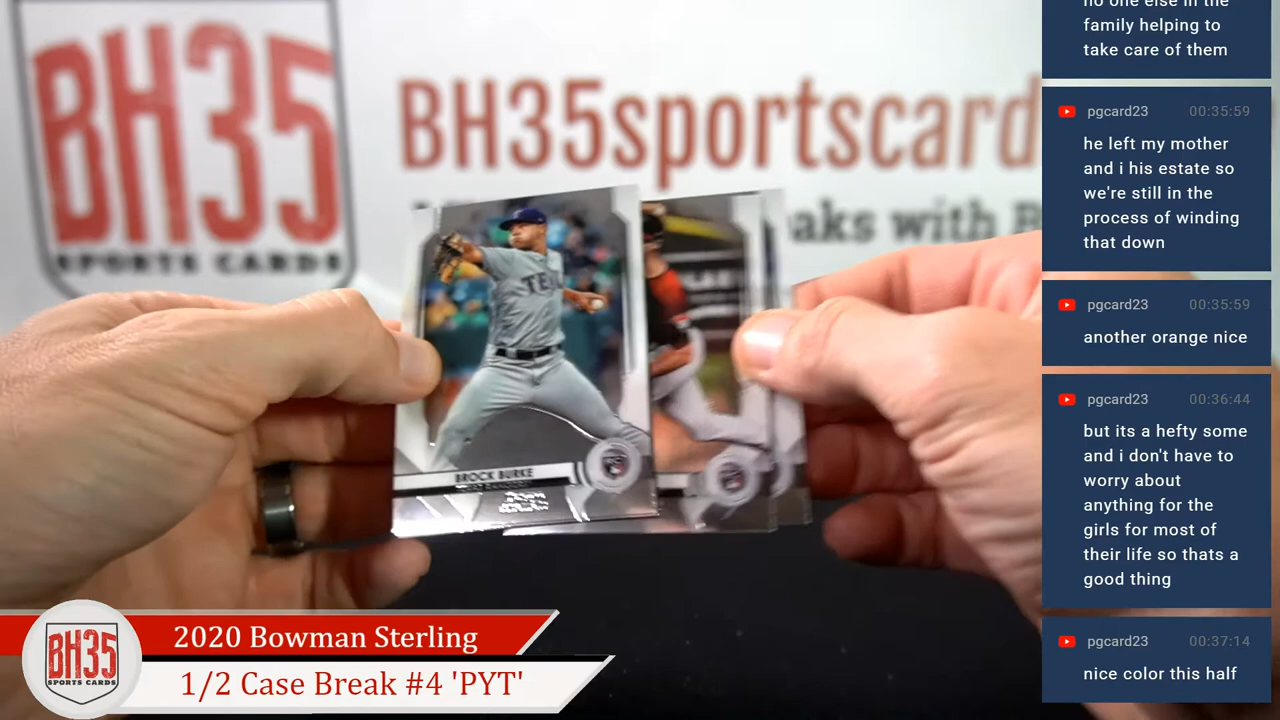 BH35
SPORTS CARDS
BH35sportscard
aks with
TE
BROCK BURKE
no one else in the
family helping to
take care of them
pgcard23 00:35:59
he left my mother
and i his estate so
we're still in the
process of winding
that down
pgcard23 00:35:59
another orange nice
pgcard23 00:36:44
but its a hefty some
and i don't have to
worry about
anything for the
girls for most of
their life so thats a
good thing
pgcard23 00:37:14
nice color this half
BH35
SPORTS CARDS
2020 Bowman Sterling
1/2 Case Break #4 'PYT'